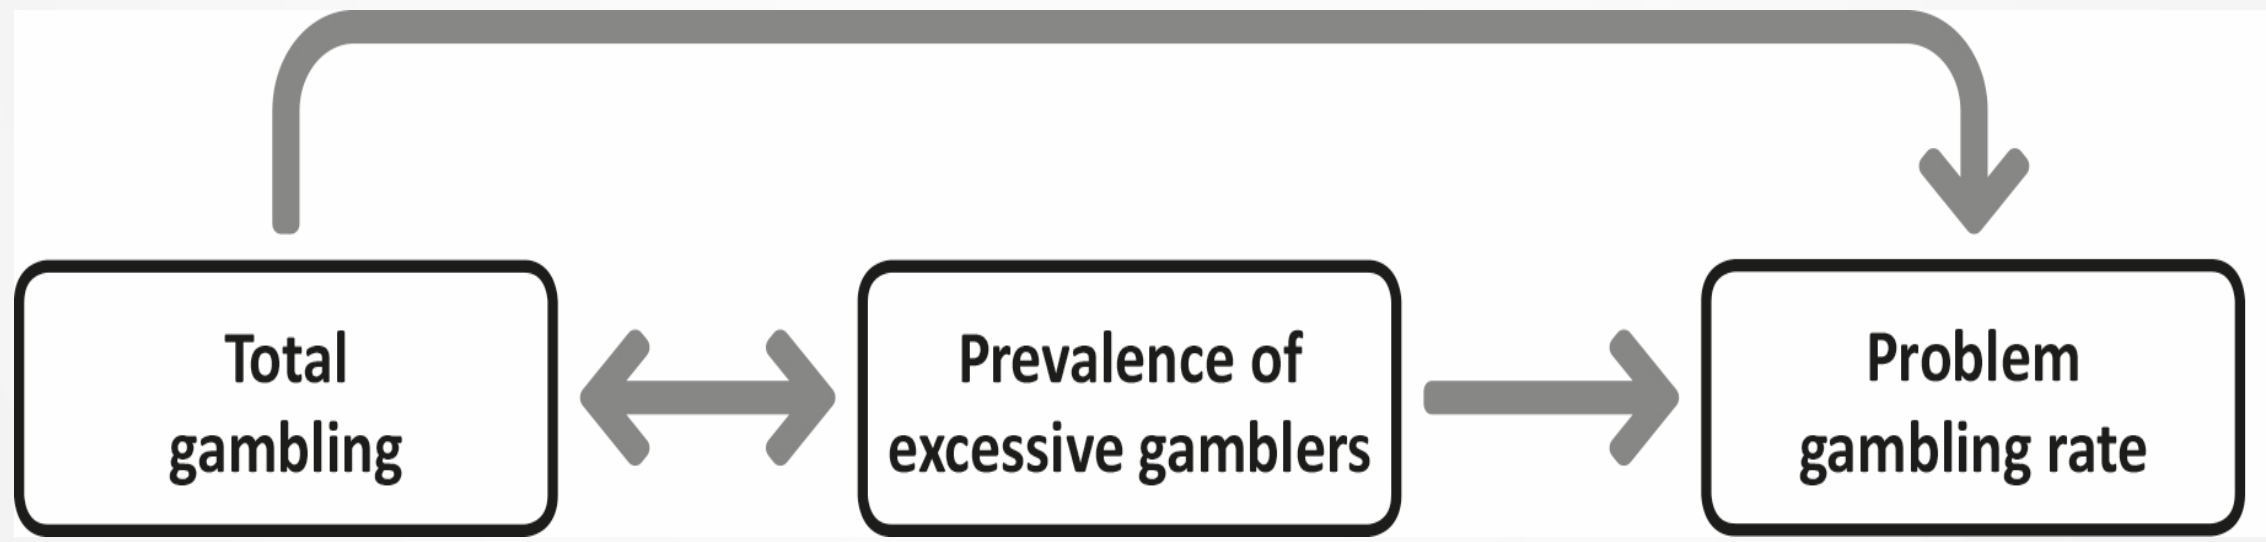 Total
gambling
Prevalence of
excessive gamblers
Problem
gambling rate